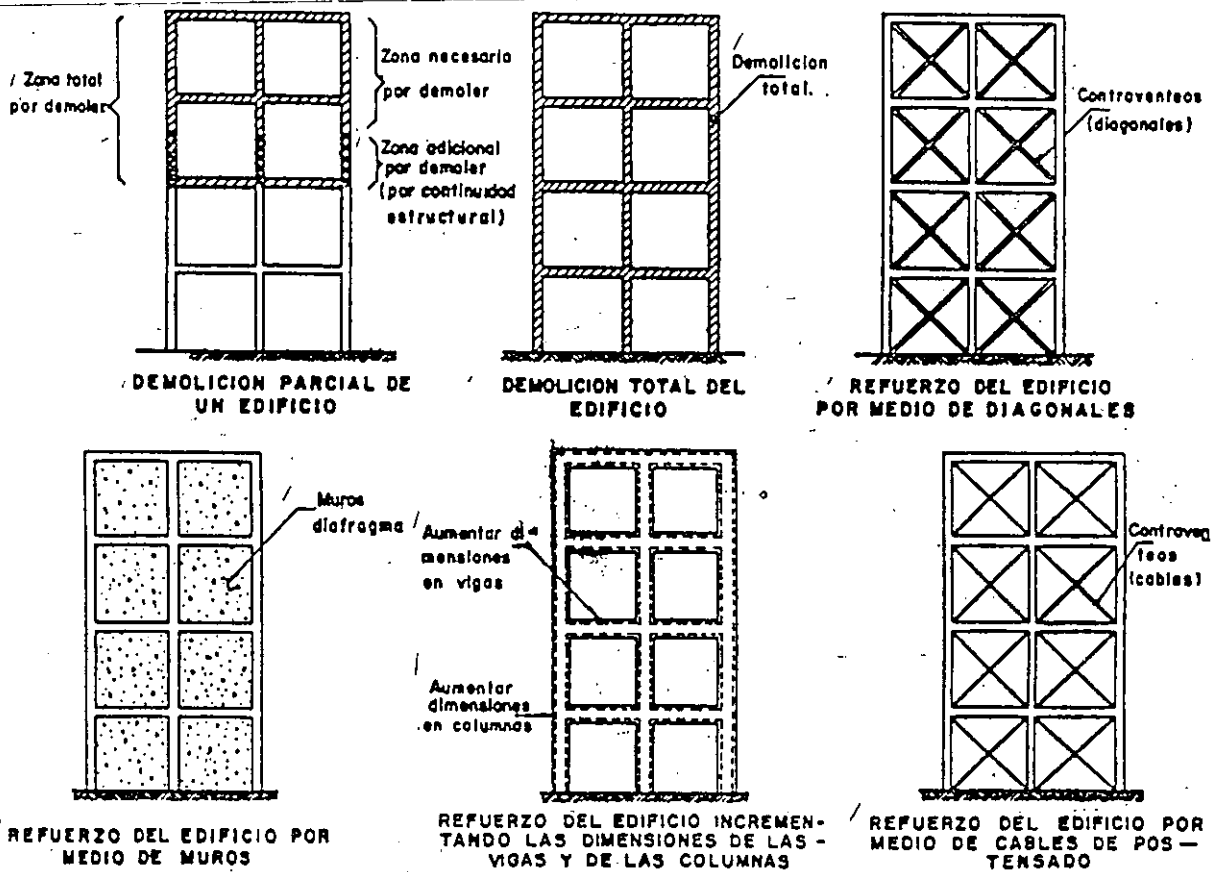 Zona total
por demoler
Zona necesaria
por demoler
Zona adicional
por demoler
(por continuidad
estructural)
DEMOLICION PARCIAL DE
UN EDIFICIO
Demolicion
total.
DEMOLICION TOTAL DEL
EDIFICIO
Contraventeos
(diagonales)
REFUERZO DEL EDIFICIO
POR MEDIO DE DIAGONALES
Muros
diafragma
REFUERZO DEL EDIFICIO POR
MEDIO DE MUROS
Aumentar di-
mensiones
en vigas
Aumentar
dimensiones
en columnas
REFUERZO DEL EDIFICIO INCREMEN-
TANDO LAS DIMENSIONES DE LAS -
VIGAS Y DE LAS COLUMNAS
Contraven
teos
(cables)
REFUERZO DEL EDIFICIO POR
MEDIO DE CABLES DE POS-
TENSADO